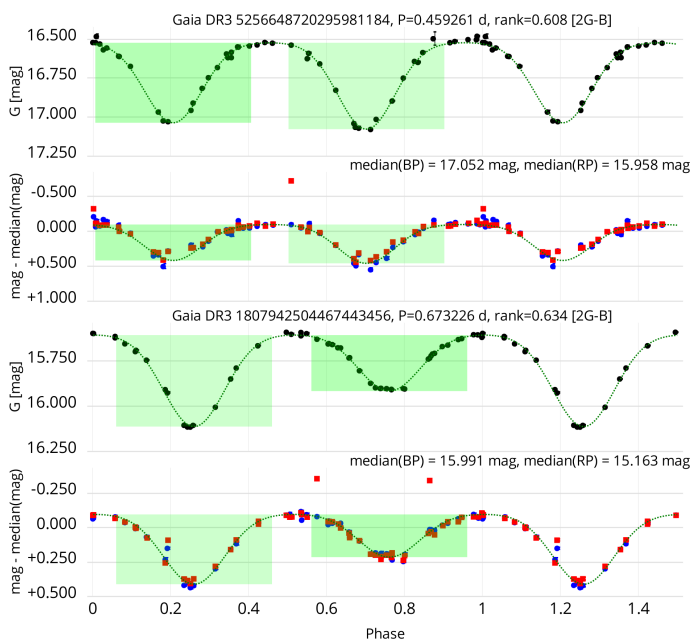 Gaia DR3 5256648720295981184, P=0.459261 d, rank=0.608 [2G-B]
16.500
16.750
17.000
17.250
G [mag]
median(BP) = 17.052 mag, median(RP) = 15.958 mag
-0.500
0.000
+0.500
+1.000
mag - median(mag)
Gaia DR3 1807942504467443456, P=0.673226 d, rank=0.634 [2G-B]
15.750
16.000
16.250
G [mag]
median(BP) = 15.991 mag, median(RP) = 15.163 mag
-0.250
0.000
+0.250
+0.500
mag - median(mag)
0 0.2 0.4 0.6 0.8 1 1.2 1.4
Phase